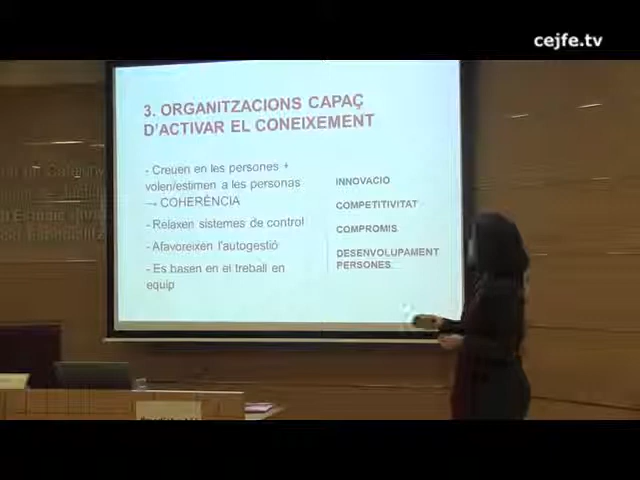 cejfe.tv
3. ORGANITZACIONS CAPAÇ
D'ACTIVAR EL CONEIXEMENT
- Creuen en les persones +
volen/estimen a les personas
→ COHERÈNCIA
- Relaxen sistemes de control
- Afavoreixen l'autogestió
- Es basen en el treball en
equip
INNOVACIO
COMPETITIVITAT
COMPROMIS
DESENVOLUPAMENT
PERSONES